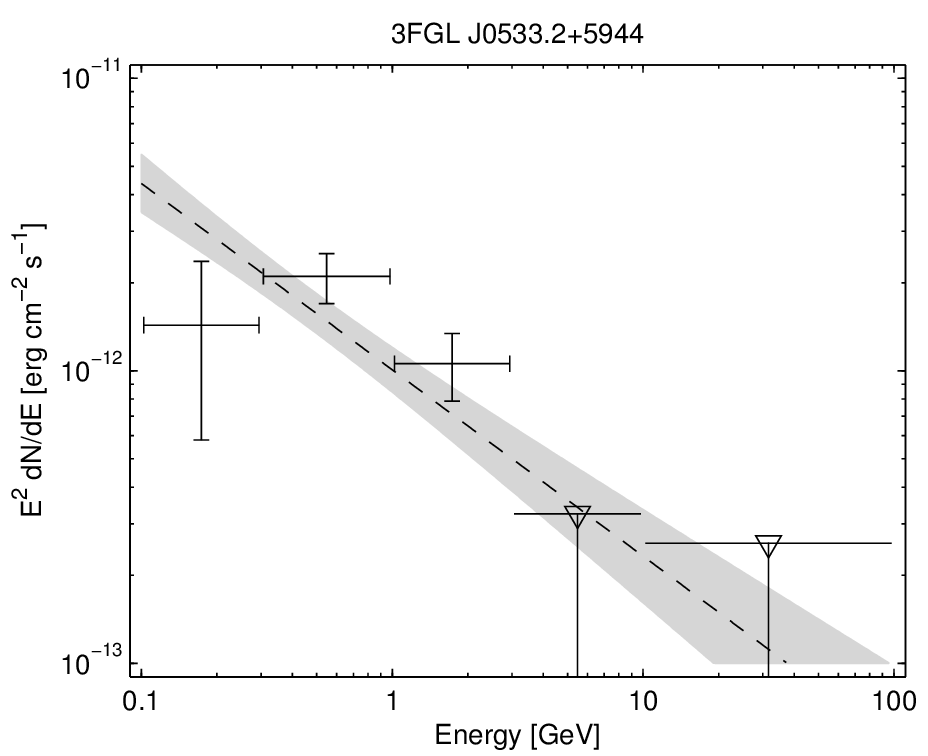 3FGL J0533.2+5944
10⁻¹¹
10⁻¹²
10⁻¹³
E² dN/dE [erg cm⁻² s⁻¹]
0.1 1 10 100
Energy [GeV]